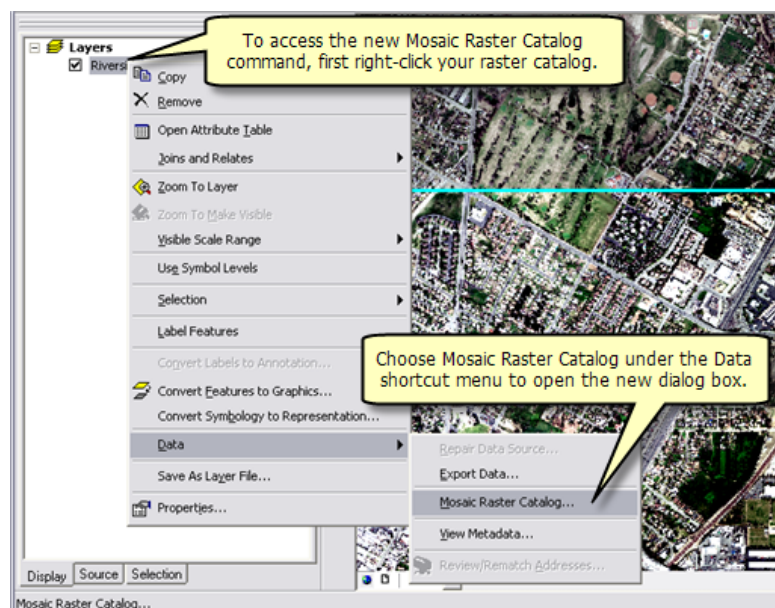 Layers
Riversi
To access the new Mosaic Raster Catalog
command, first right-click your raster catalog.
Copy
Remove
Open Attribute Table
Joins and Relates
Zoom To Layer
Zoom To Make Visible
Visible Scale Range
Use Symbol Levels
Selection
Label Features
Convert Labels to Annotation...
Convert Features to Graphics...
Convert Symbology to Representation...
Data
Save As Layer File...
Properties...
Choose Mosaic Raster Catalog under the Data
shortcut menu to open the new dialog box.
Repair Data Source...
Export Data...
Mosaic Raster Catalog...
View Metadata...
Review/Rematch Addresses...
Display Source Selection
Mosaic Raster Catalog...